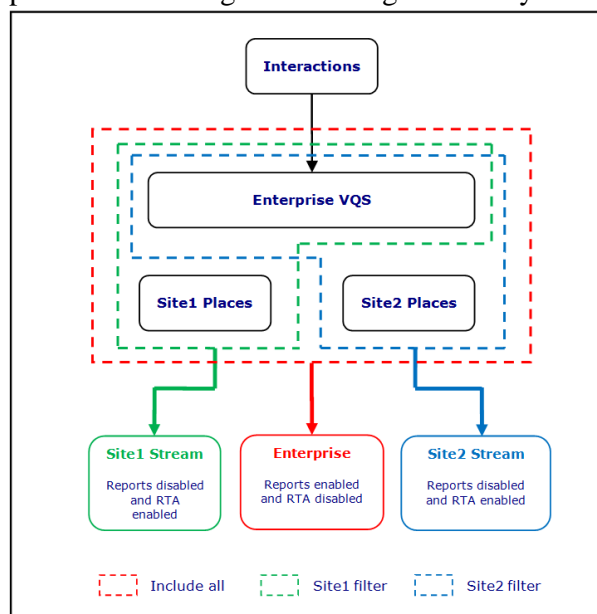 Interactions
Enterprise VQS
Site1 Places
Site2 Places
Site1 Stream
Reports disabled
and RTA
enabled
Enterprise
Reports enabled
and RTA disabled
Site2 Stream
Reports disabled
and RTA enabled
Include all
Site1 filter
Site2 filter